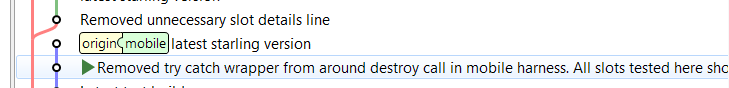 Removed unnecessary slot details line
origin mobile latest starling version
Removed try catch wrapper from around destroy call in mobile harness. All slots tested here sho